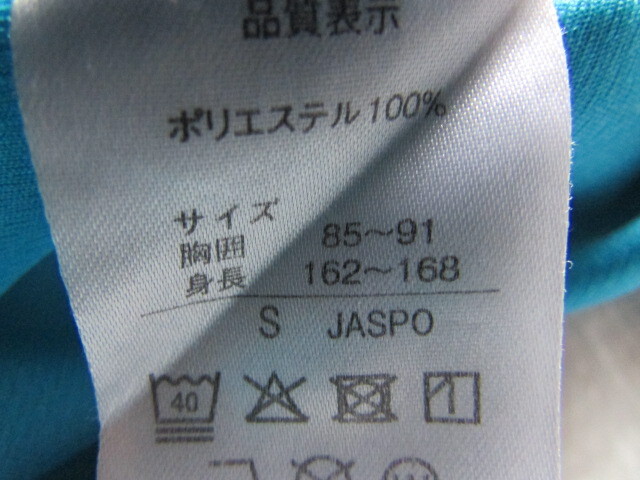 品質表示
ポリエステル100%
サイズ
胸囲 85～91
身長 162～168
S JASPO
40